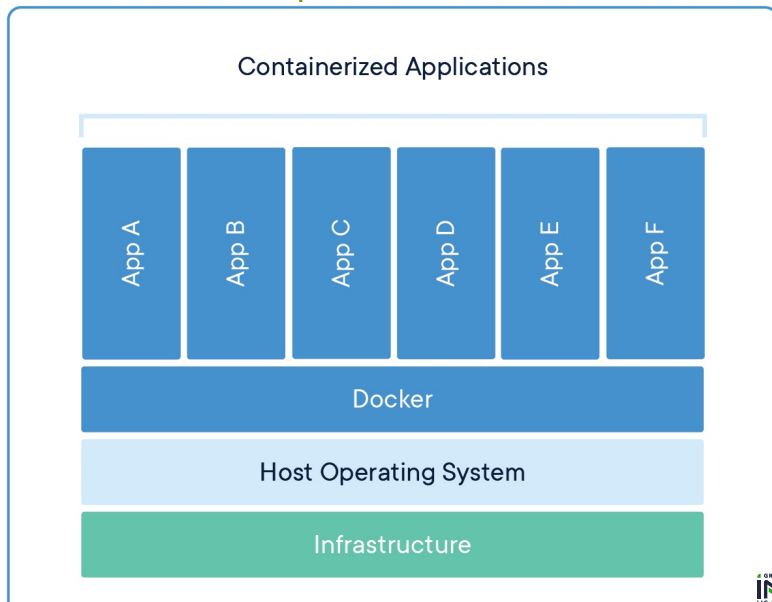 Containerized Applications
App A
App B
App C
App D
App E
App F
Docker
Host Operating System
Infrastructure